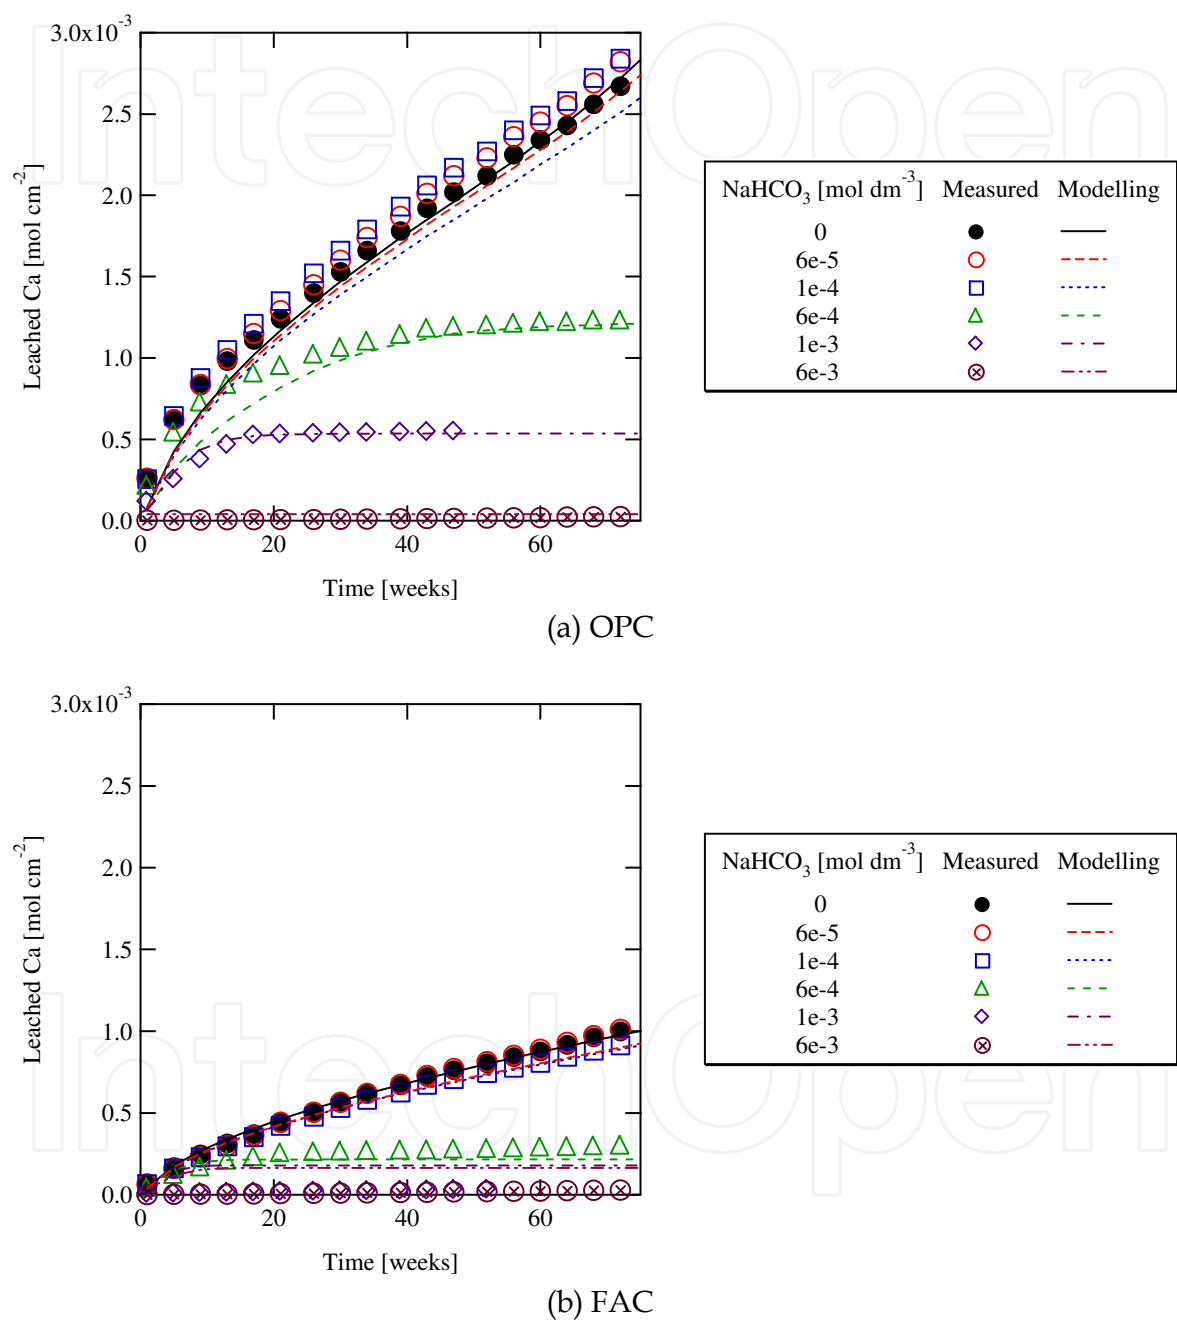 3.0x10-3
2.5
2.0
1.5
1.0
0.5
0.0
0 20 40 60
Leached Ca [mol cm-2]
Time [weeks]
NaHCO3 [mol dm-3] Measured Modelling
0
6e-5
1e-4
6e-4
1e-3
6e-3
(a) OPC
3.0x10-3
2.5
2.0
1.5
1.0
0.5
0.0
0 20 40 60
Leached Ca [mol cm-2]
Time [weeks]
NaHCO3 [mol dm-3] Measured Modelling
0
6e-5
1e-4
6e-4
1e-3
6e-3
(b) FAC
IntechOpen
IntechOpen